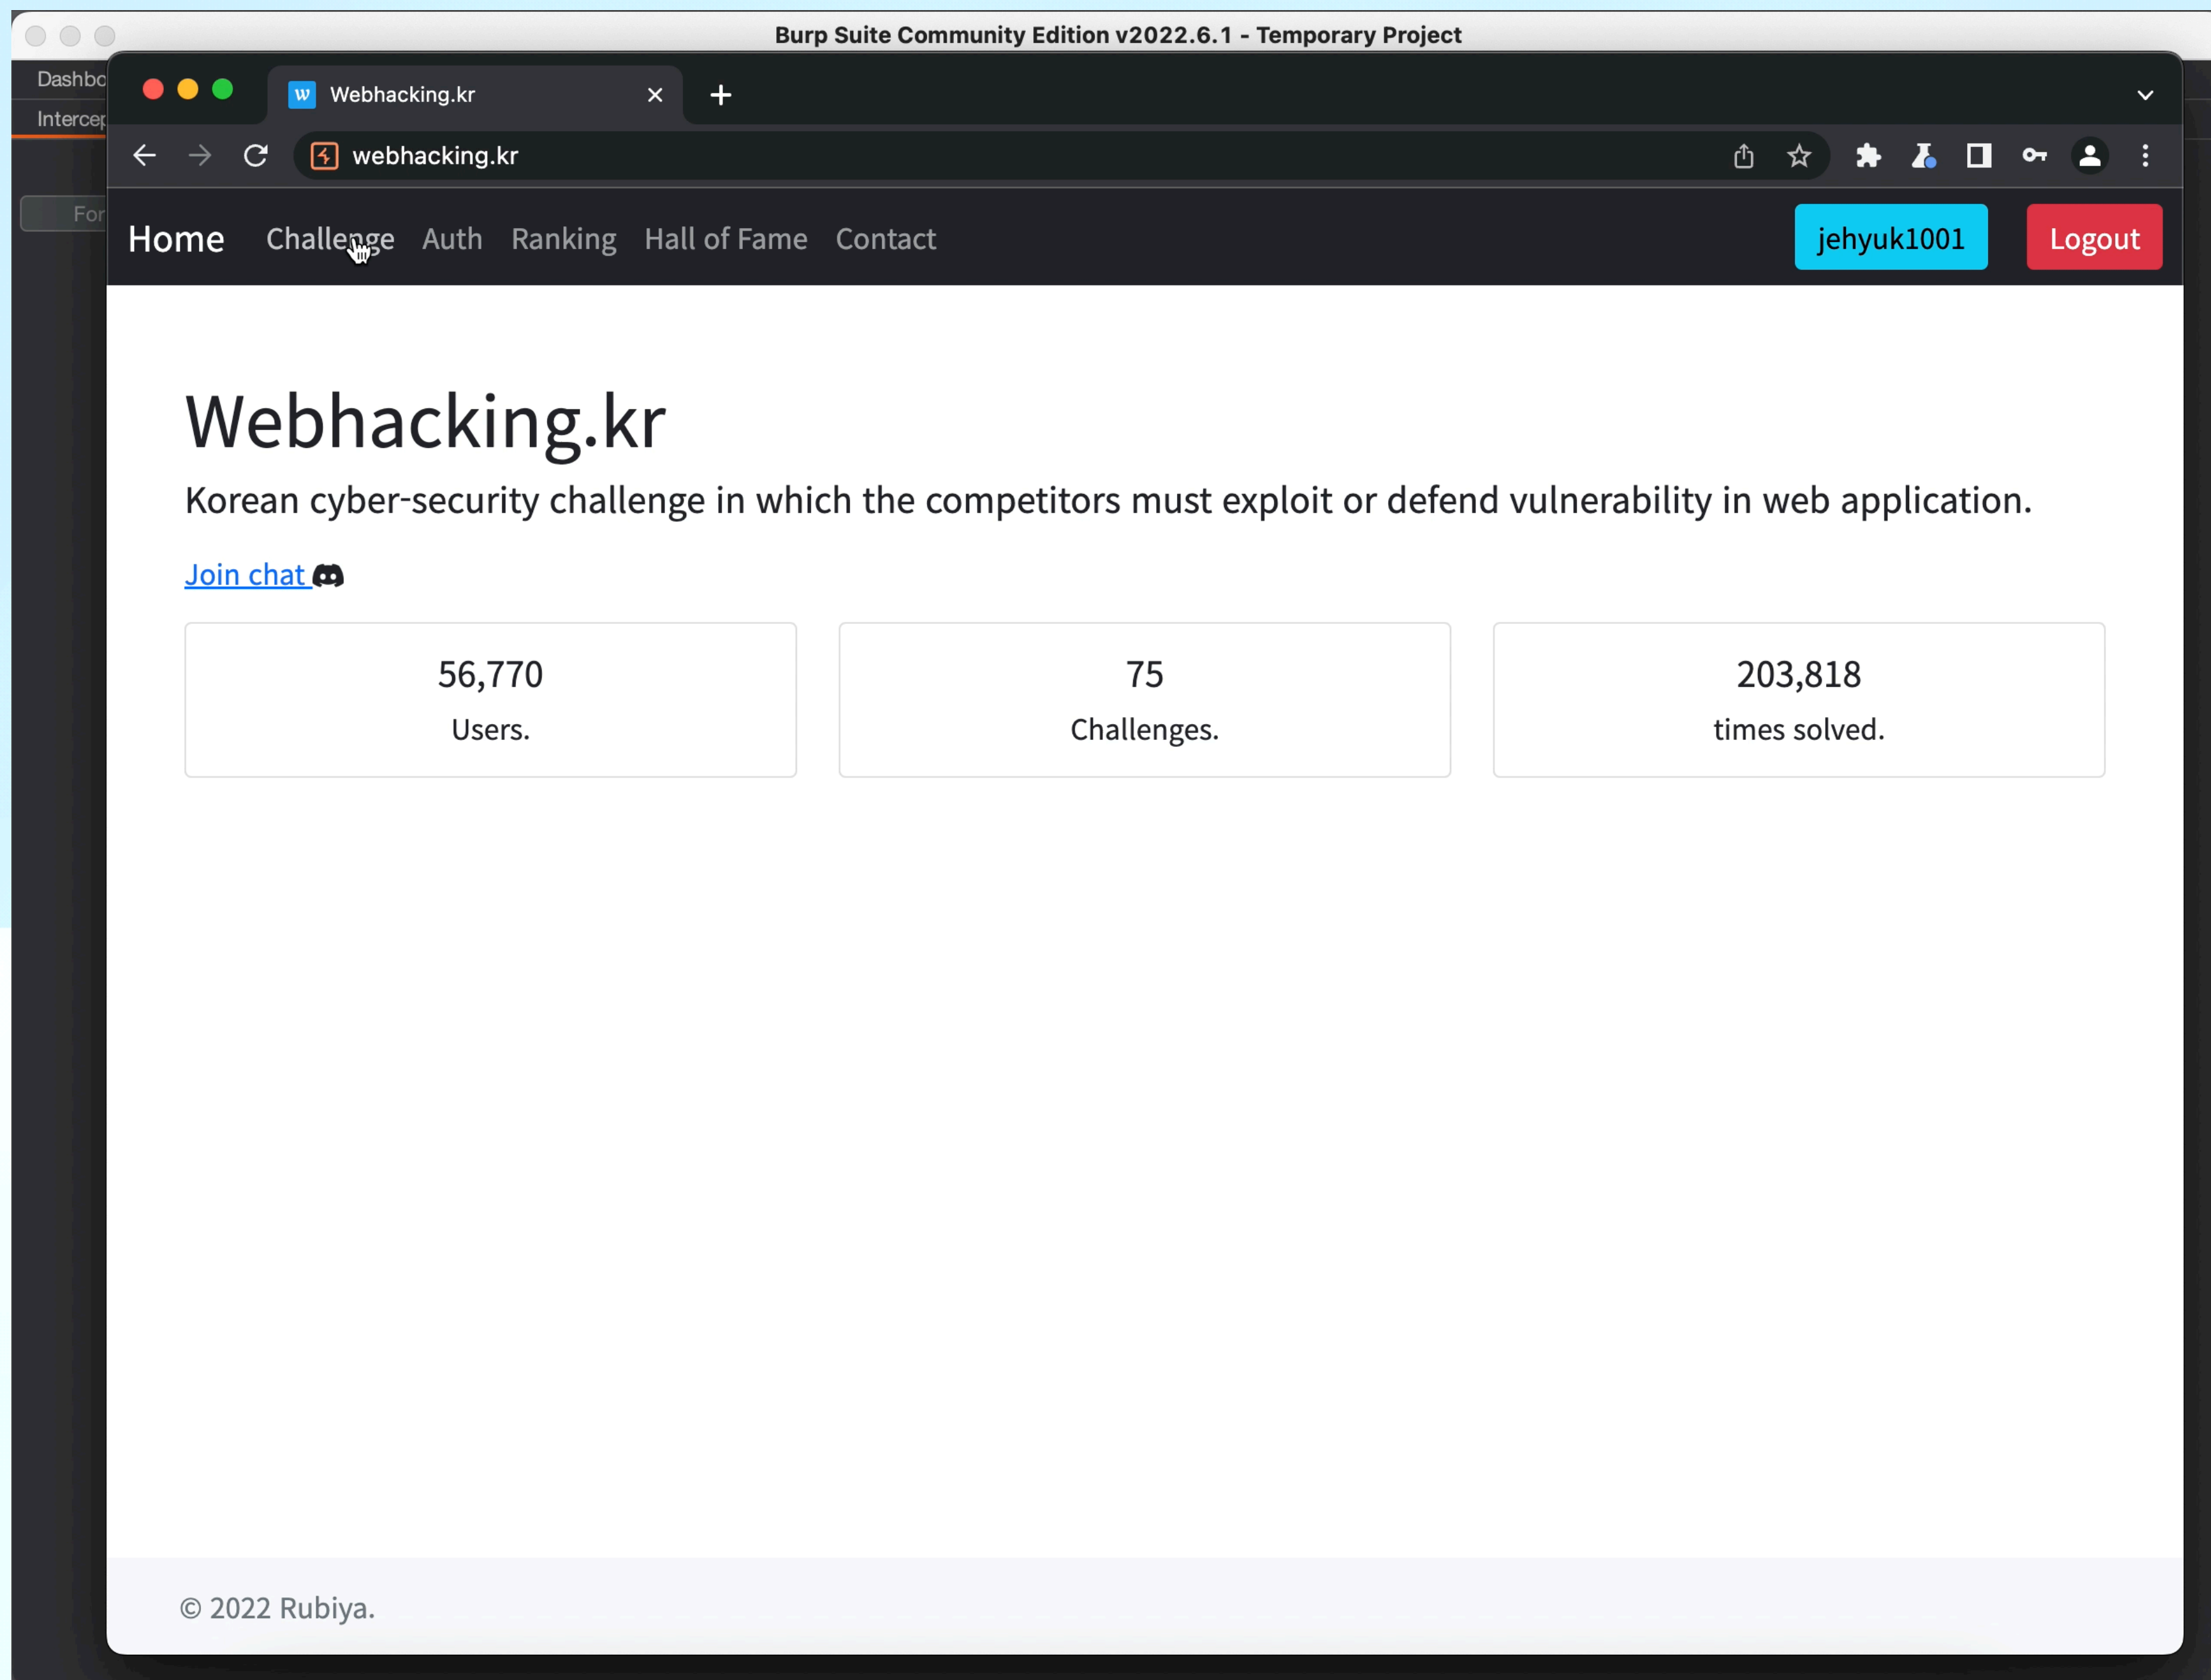 Burp Suite Community Edition v2022.6.1 - Temporary Project
Webhacking.kr
webhacking.kr
Home Challenge Auth Ranking Hall of Fame Contact jehyuk1001 Logout
Webhacking.kr
Korean cyber-security challenge in which the competitors must exploit or defend vulnerability in web application.
Join chat
56,770
Users.
75
Challenges.
203,818
times solved.
© 2022 Rubiya.